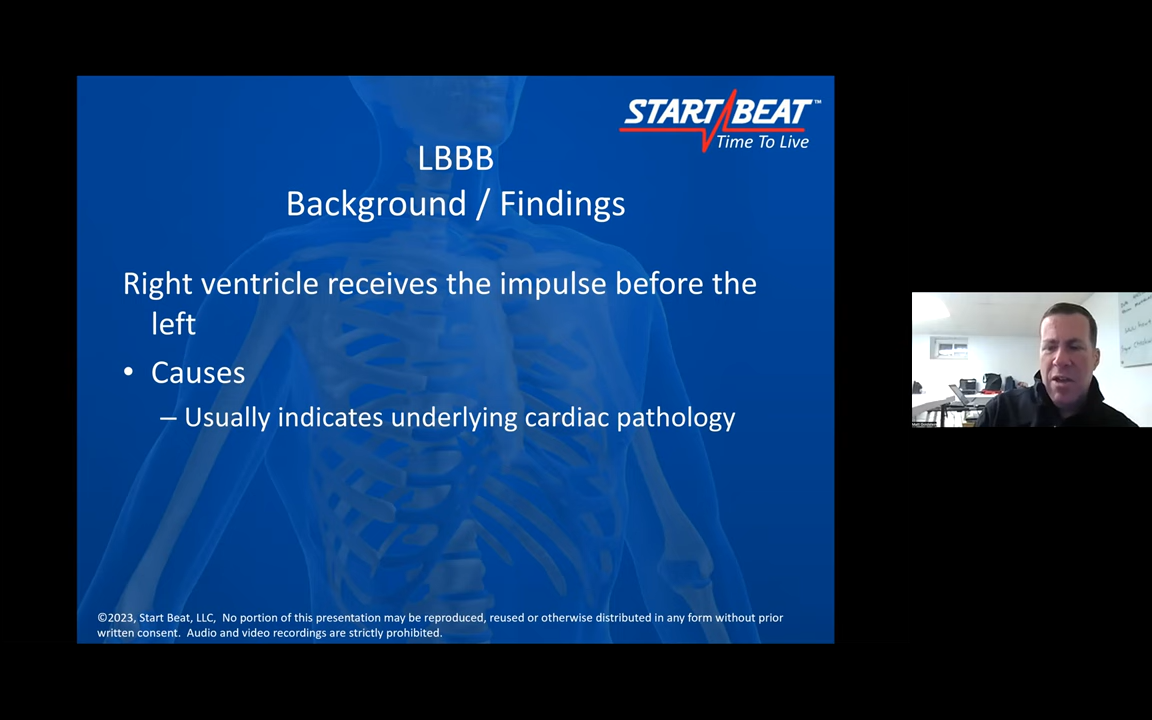 START BEAT™
Time To Live
LBBB
Background / Findings
Right ventricle receives the impulse before the
left
• Causes
– Usually indicates underlying cardiac pathology
©2023, Start Beat, LLC, No portion of this presentation may be reproduced, reused or otherwise distributed in any form without prior
written consent. Audio and video recordings are strictly prohibited.